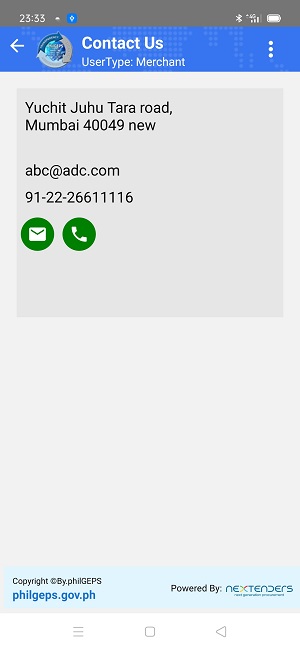 23:33
Contact Us
UserType: Merchant
Yuchit Juhu Tara road,
Mumbai 40049 new
abc@adc.com
91-22-26611116
Copyright ©By.philGEPS
philgeps.gov.ph
Powered By: NEXTENDERS
next generation procurement